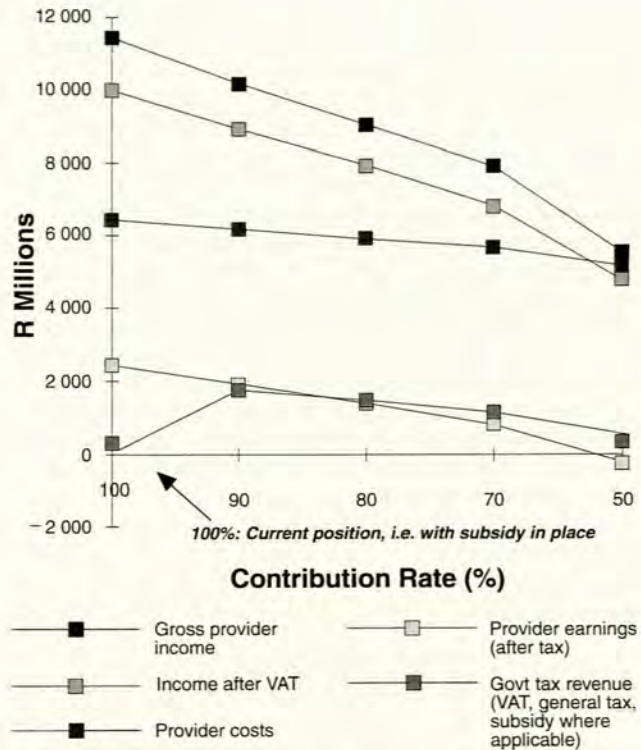 12 000
10 000
8 000
6 000
4 000
2 000
0
−2 000
R Millions
100
90
80
70
50
100%: Current position, i.e. with subsidy in place
Contribution Rate (%)
Gross provider
income
Income after VAT
Provider costs
Provider earnings
(after tax)
Govt tax revenue
(VAT, general tax,
subsidy where
applicable)